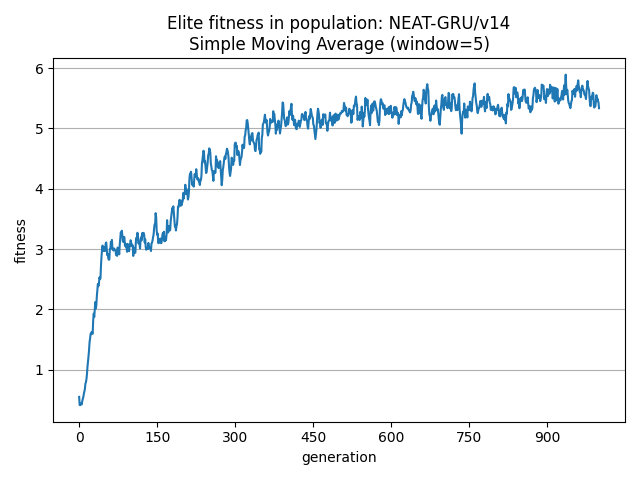 Elite fitness in population: NEAT-GRU/v14
Simple Moving Average (window=5)
6
5
4
3
2
1
fitness
0 150 300 450 600 750 900
generation